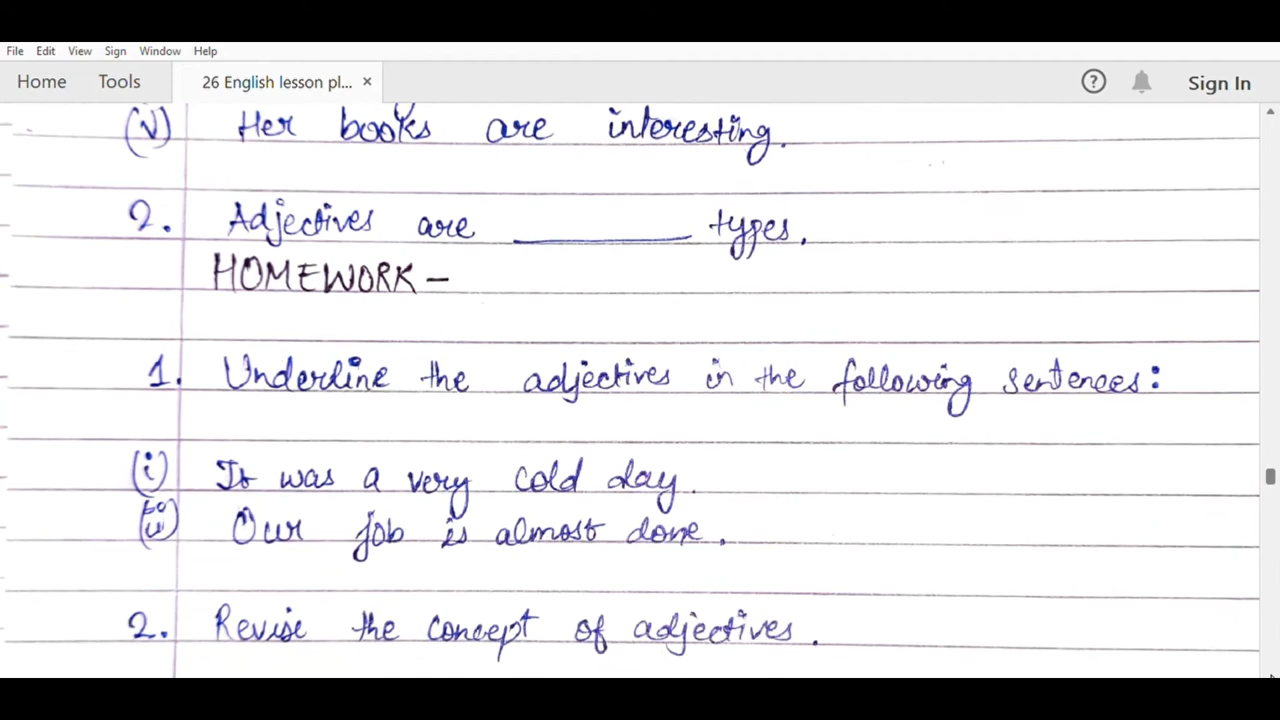 File Edit View Sign Window Help
Home Tools 26 English lesson pl... × ? Sign In
(V) Her books are interesting.
2. Adjectives are ________ types.
HOMEWORK -
1. Underline the adjectives in the following sentences:
(i) It was a very cold day.
(ii) Our job is almost done.
2. Revise the concept of adjectives.